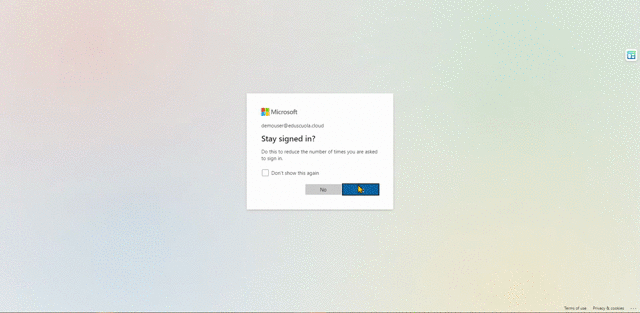 Microsoft
demouser@eduscuola.cloud
Stay signed in?
Do this to reduce the number of times you are asked
to sign in.
Don't show this again
No
Terms of use Privacy & cookies ...